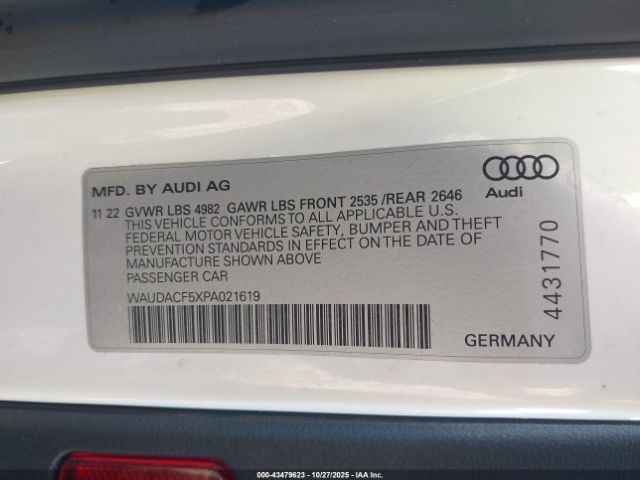 MFD. BY AUDI AG
Audi
11 22 GVWR LBS 4982 GAWR LBS FRONT 2535 /REAR 2646
THIS VEHICLE CONFORMS TO ALL APPLICABLE U.S.
FEDERAL MOTOR VEHICLE SAFETY, BUMPER AND THEFT
PREVENTION STANDARDS IN EFFECT ON THE DATE OF
MANUFACTURE SHOWN ABOVE
PASSENGER CAR
WAUDACF5XPA021619
4431770
GERMANY
©2000-43479623 | 10/27/2025 | IAA, Inc.